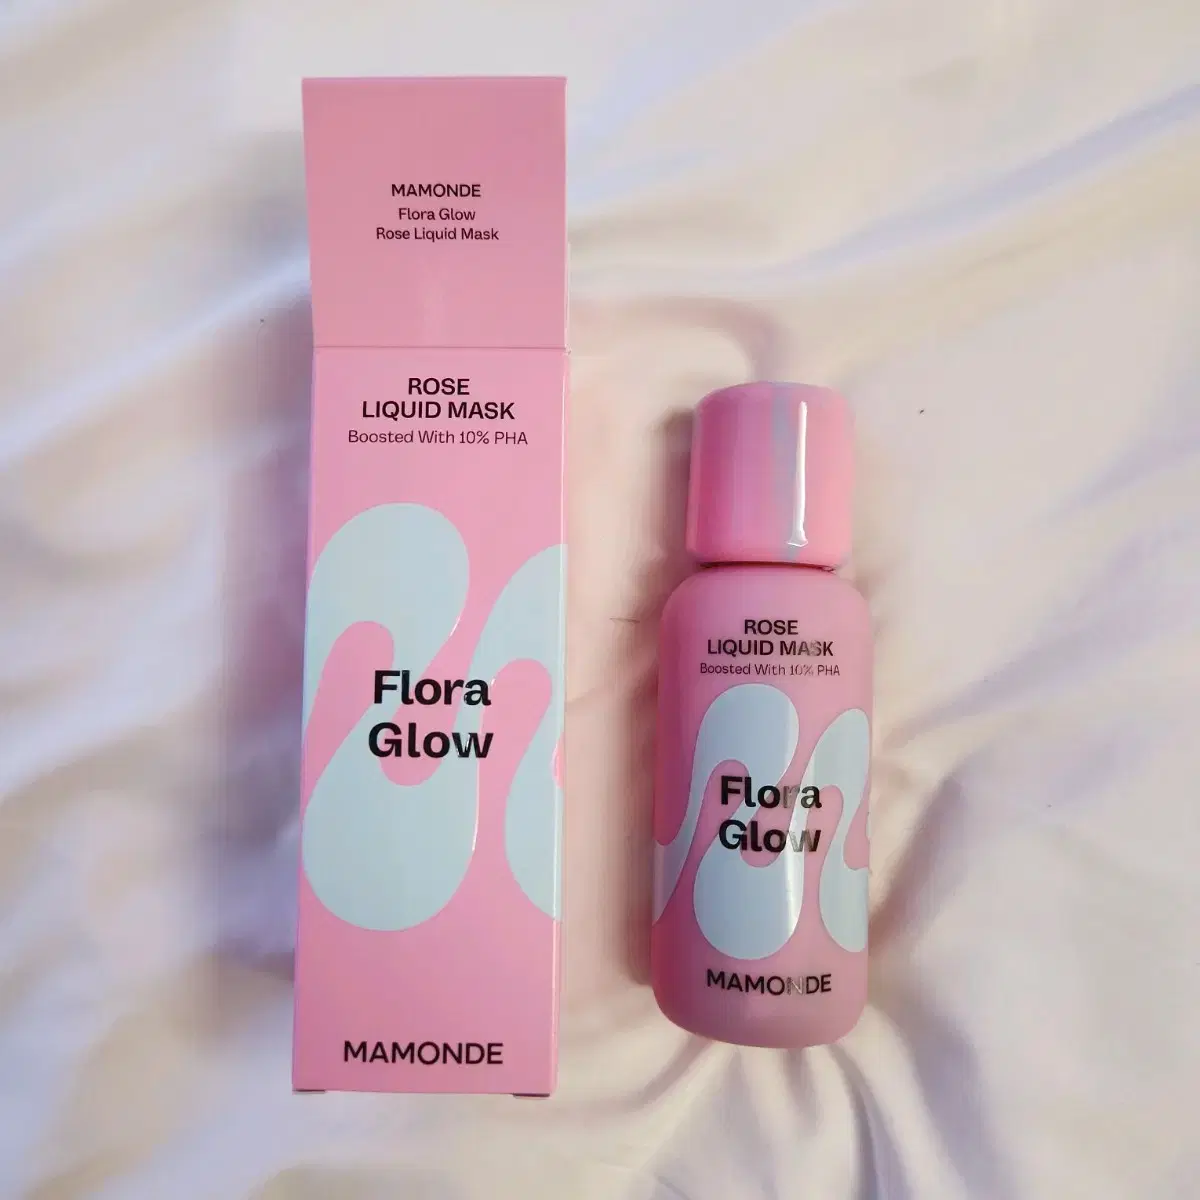 MAMONDE
Flora Glow
Rose Liquid Mask
ROSE
LIQUID MASK
Boosted With 10% PHA
Flora
Glow
MAMONDE
ROSE
LIQUID MASK
Boosted With 10% PHA
Flora
Glow
MAMONDE